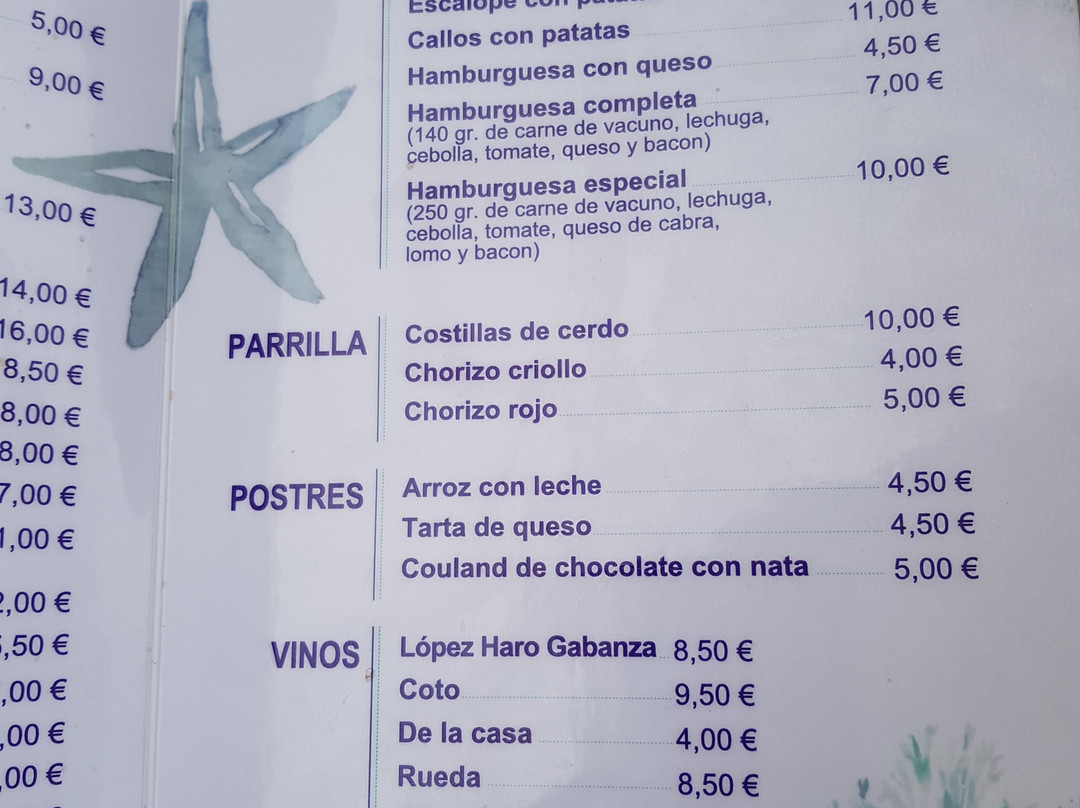 5,00 €
9,00 €
13,00 €
14,00 €
16,00 €
8,50 €
8,00 €
8,00 €
7,00 €
1,00 €
2,00 €
,50 €
,00 €
,00 €
,00 €
Escalope con
Callos con patatas 11,00 €
Hamburguesa con queso 4,50 €
Hamburguesa completa 7,00 €
(140 gr. de carne de vacuno, lechuga,
cebolla, tomate, queso y bacon)
Hamburguesa especial 10,00 €
(250 gr. de carne de vacuno, lechuga,
cebolla, tomate, queso de cabra,
lomo y bacon)
PARRILLA
Costillas de cerdo 10,00 €
Chorizo criollo 4,00 €
Chorizo rojo 5,00 €
POSTRES
Arroz con leche 4,50 €
Tarta de queso 4,50 €
Couland de chocolate con nata 5,00 €
VINOS
López Haro Gabanza 8,50 €
Coto 9,50 €
De la casa 4,00 €
Rueda 8,50 €